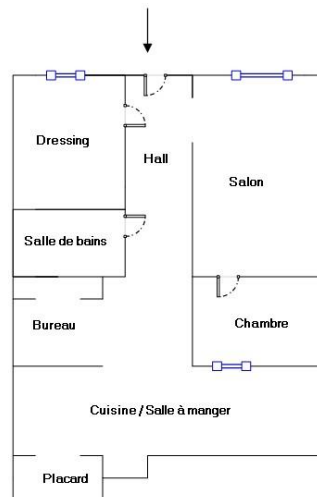 Dressing
Hall
Salon
Salle de bains
Bureau
Chambre
Cuisine / Salle à manger
Placard